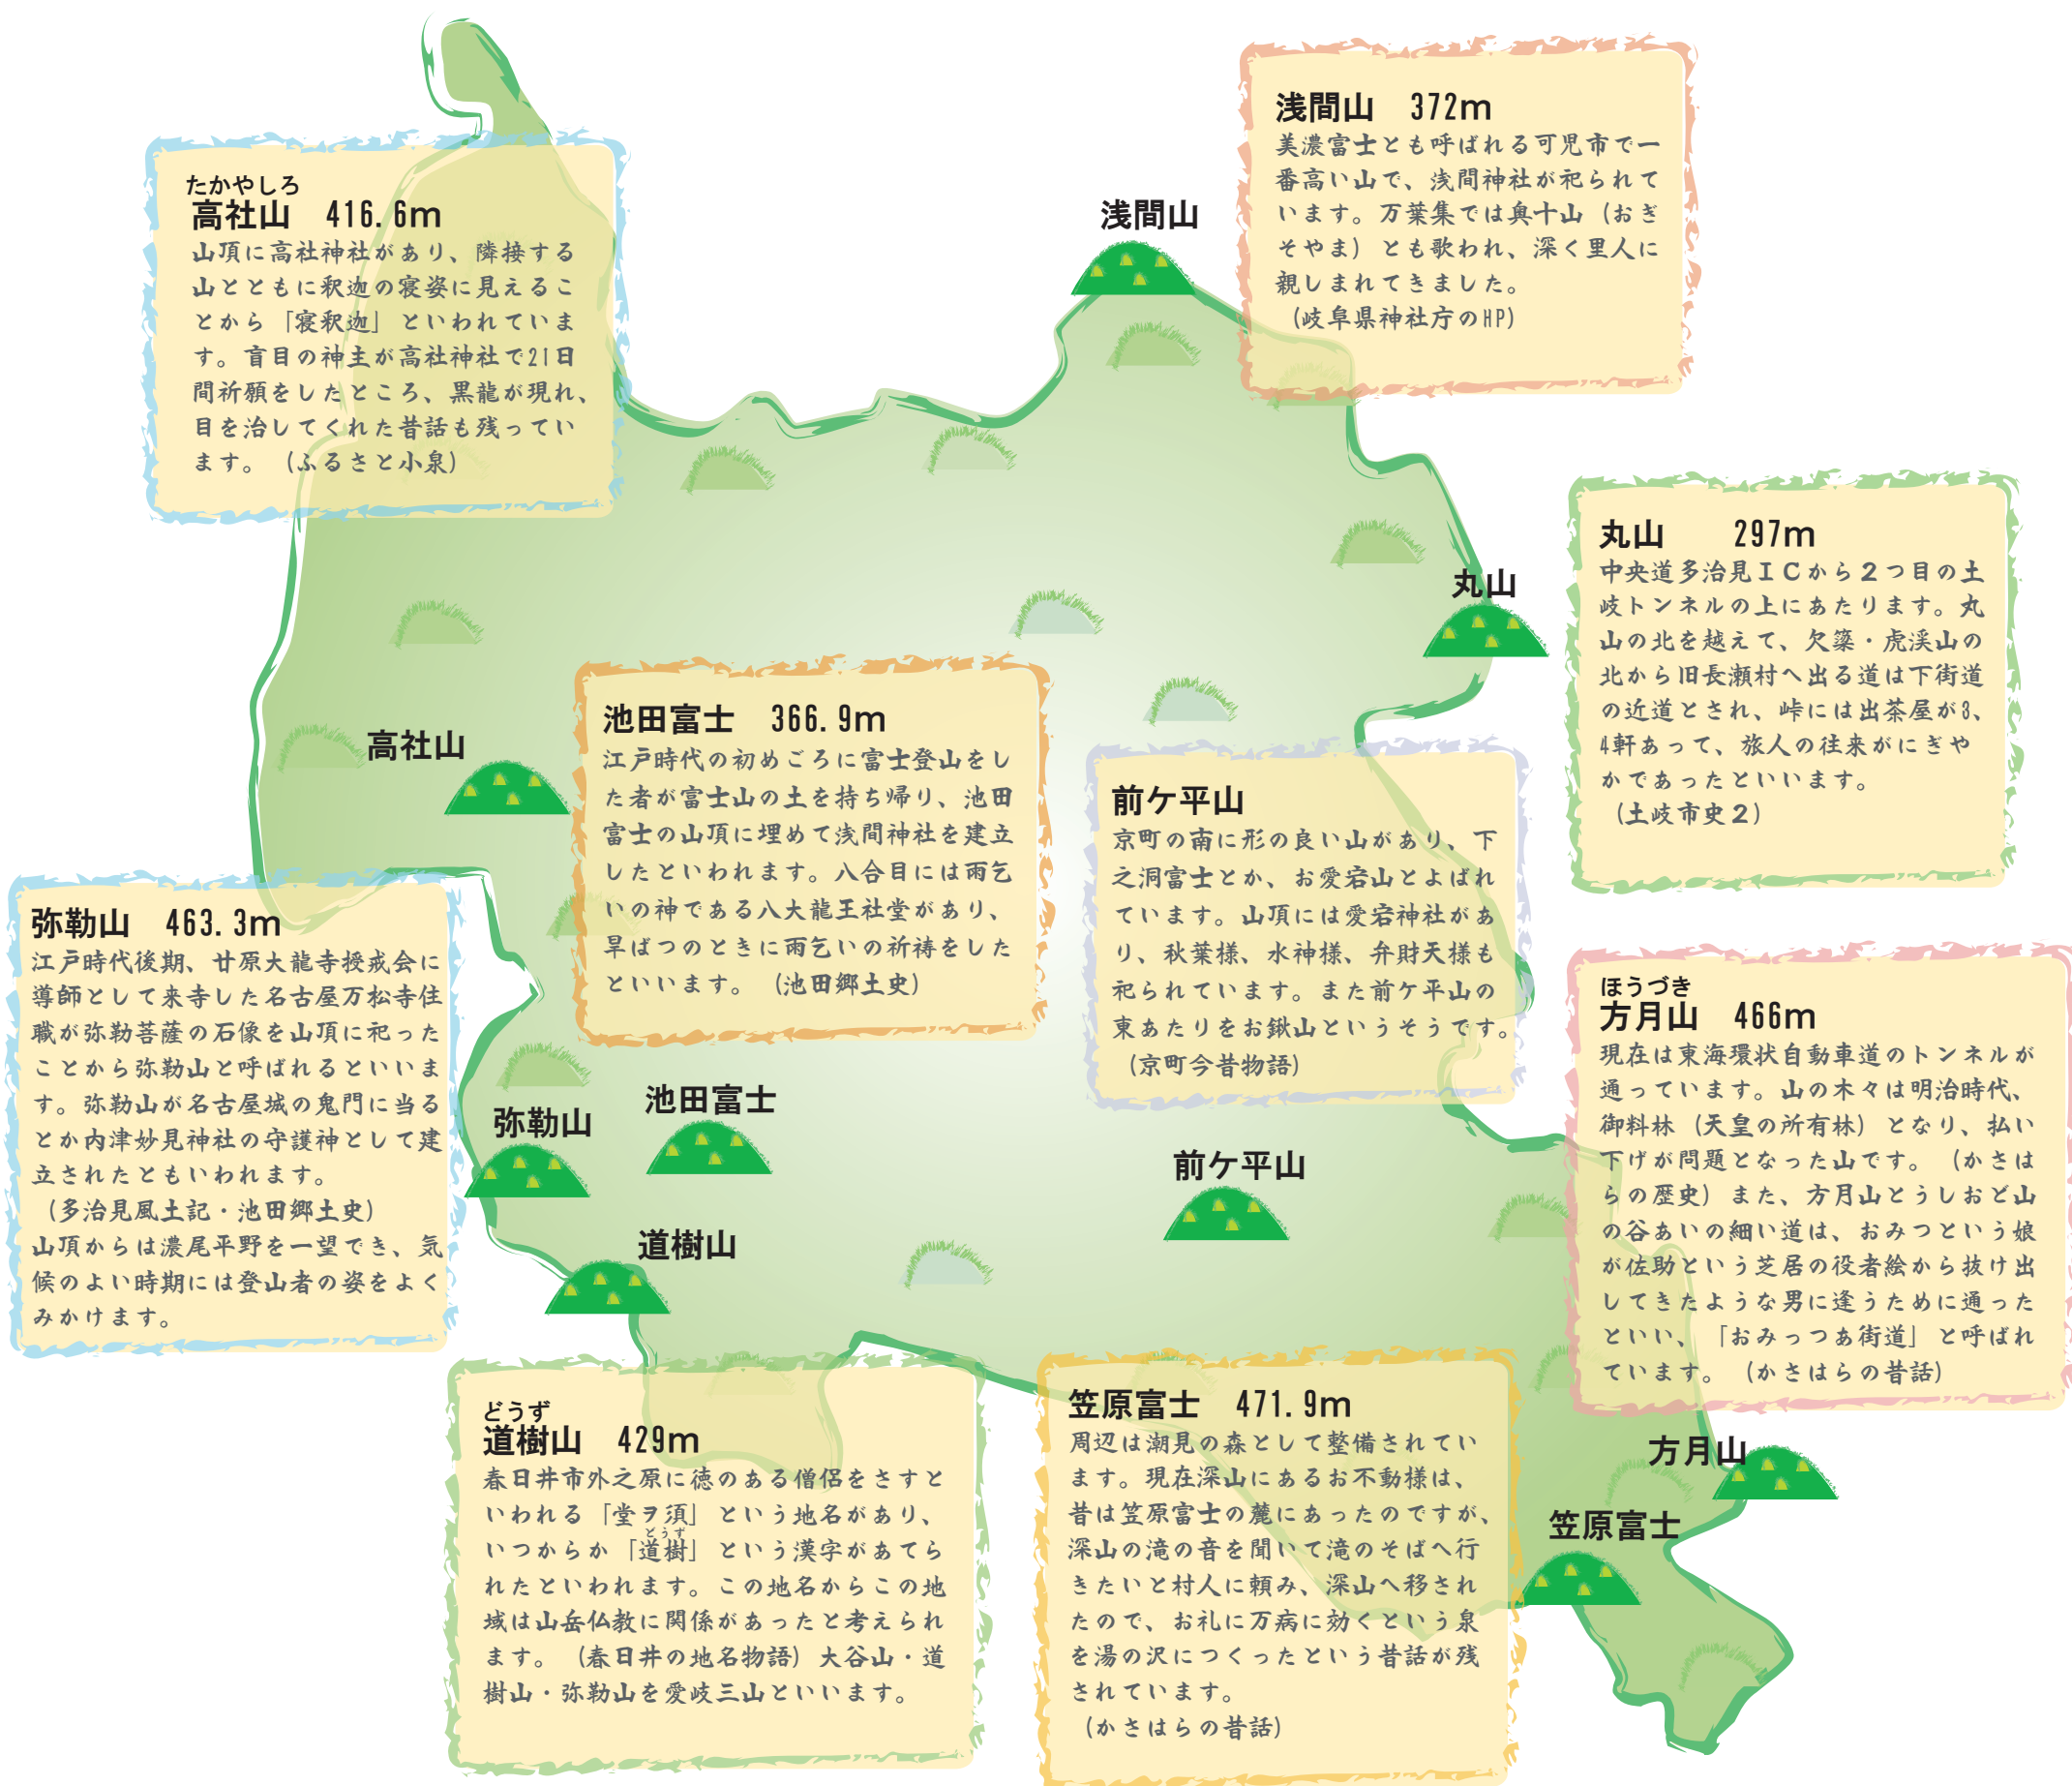 浅間山　372m
美濃富士とも呼ばれる可児市で一
番高い山で、浅間神社が祀られて
います。万葉集では奥十山（おぎ
そやま）とも歌われ、深く里人に
親しまれてきました。
（岐阜県神社庁のHP）
たかやしろ
高社山　416.6m
山頂に高社神社があり、隣接する
山とともに釈迦の寝姿に見えるこ
とから「寝釈迦」といわれていま
す。盲目の神主が高社神社で21日
間祈願をしたところ、黒龍が現れ、
目を治してくれた昔話も残ってい
ます。（ふるさと小泉）
浅間山
丸山　　297m
中央道多治見ＩＣから２つ目の土
岐トンネルの上にあたります。丸
山の北を越えて、欠簗・虎渓山の
北から旧長瀬村へ出る道は下街道
の近道とされ、峠には出茶屋が3、
4軒あって、旅人の往来がにぎや
かであったといいます。
（土岐市史２）
丸山
高社山
池田富士　366.9m
江戸時代の初めごろに富士登山をし
た者が富士山の土を持ち帰り、池田
富士の山頂に埋めて浅間神社を建立
したといわれます。八合目には雨乞
いの神である八大龍王社堂があり、
旱ばつのときに雨乞いの祈祷をした
といいます。（池田郷土史）
前ケ平山
京町の南に形の良い山があり、下
之洞富士とか、お愛宕山とよばれ
ています。山頂には愛宕神社があ
り、秋葉様、水神様、弁財天様も
祀られています。また前ケ平山の
東あたりをお鍬山というそうです。
（京町今昔物語）
弥勒山　463.3m
江戸時代後期、廿原大龍寺授戒会に
導師として来寺した名古屋万松寺住
職が弥勒菩薩の石像を山頂に祀った
ことから弥勒山と呼ばれるといいま
す。弥勒山が名古屋城の鬼門に当る
とか内津妙見神社の守護神として建
立されたともいわれます。
（多治見風土記・池田郷土史）
山頂からは濃尾平野を一望でき、気
候のよい時期には登山者の姿をよく
みかけます。
ほうづき
方月山　466m
現在は東海環状自動車道のトンネルが
通っています。山の木々は明治時代、
御料林（天皇の所有林）となり、払い
下げが問題となった山です。（かさは
らの歴史）また、方月山とうしおど山
の谷あいの細い道は、おみつという娘
が佐助という芝居の役者絵から抜け出
してきたような男に逢うために通った
といい、「おみっつあ街道」と呼ばれ
ています。（かさはらの昔話）
池田富士
弥勒山
前ケ平山
道樹山
どうず
道樹山　429m
春日井市外之原に徳のある僧侶をさすと
いわれる「堂ヲ須」という地名があり、
どうず
いつからか「道樹」という漢字があてら
れたといわれます。この地名からこの地
域は山岳仏教に関係があったと考えられ
ます。（春日井の地名物語）大谷山・道
樹山・弥勒山を愛岐三山といいます。
笠原富士　471.9m
周辺は潮見の森として整備されてい
ます。現在深山にあるお不動様は、
昔は笠原富士の麓にあったのですが、
深山の滝の音を聞いて滝のそばへ行
きたいと村人に頼み、深山へ移され
たので、お礼に万病に効くという泉
を湯の沢につくったという昔話が残
されています。
（かさはらの昔話）
方月山
笠原富士